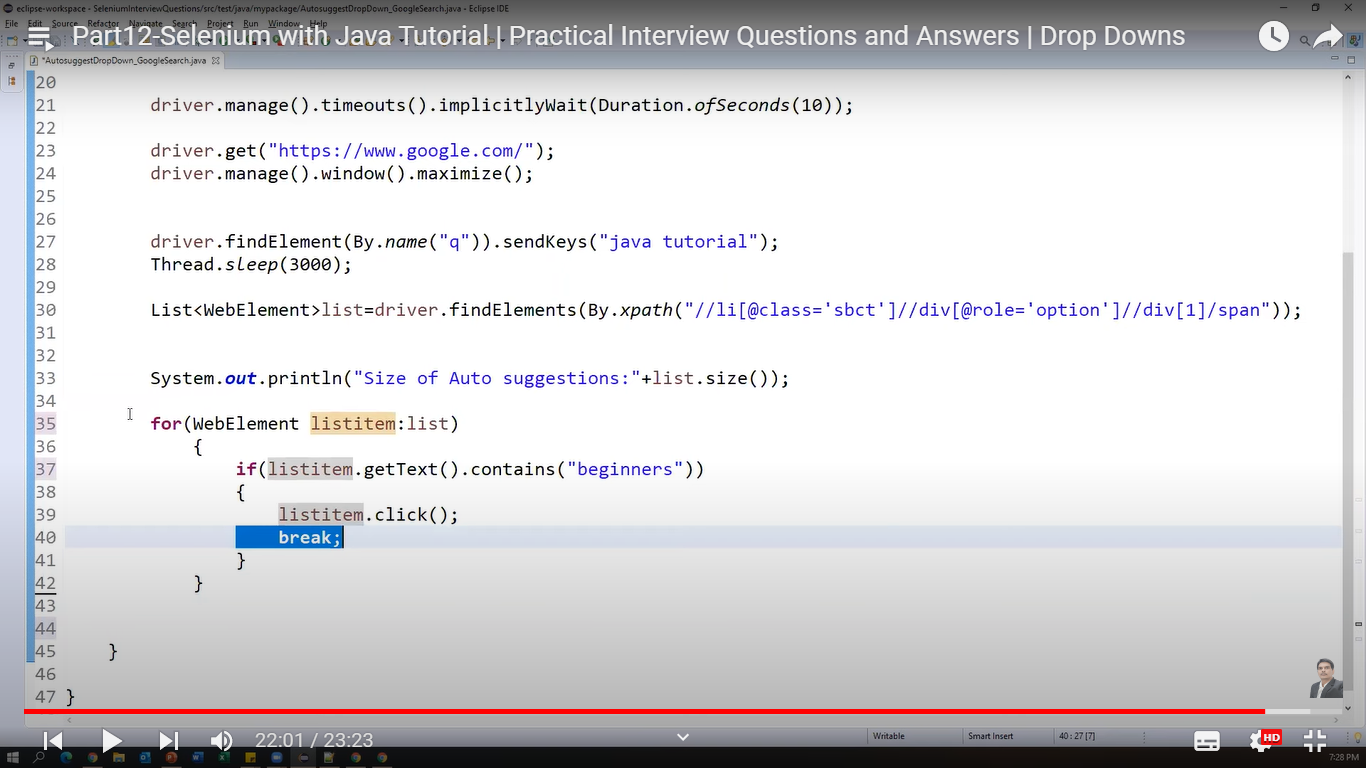 eclipse-workspace - SeleniumInterviewQuestions/src/test/java/mypackage/AutosuggestDropDown_GoogleSearch.java - Eclipse IDE
File Edit Source Refactor Navigate Search Project Run Window Help
Part12-Selenium with Java Tutorial | Practical Interview Questions and Answers | Drop Downs
*AutosuggestDropDown_GoogleSearch.java
20
21 driver.manage().timeouts().implicitlyWait(Duration.ofSeconds(10));
22
23 driver.get("https://www.google.com/");
24 driver.manage().window().maximize();
25
26
27 driver.findElement(By.name("q")).sendKeys("java tutorial");
28 Thread.sleep(3000);
29
30 List<WebElement>list=driver.findElements(By.xpath("//li[@class='sbct']//div[@role='option']//div[1]/span"));
31
32
33 System.out.println("Size of Auto suggestions:"+list.size());
34
35 for(WebElement listitem:list)
36 {
37 if(listitem.getText().contains("beginners"))
38 {
39 listitem.click();
40 break;
41 }
42 }
43
44
45 }
46
47 }
22:01 / 23:23
Writable
Smart Insert
40 : 27 [7]
HD
7:28 PM